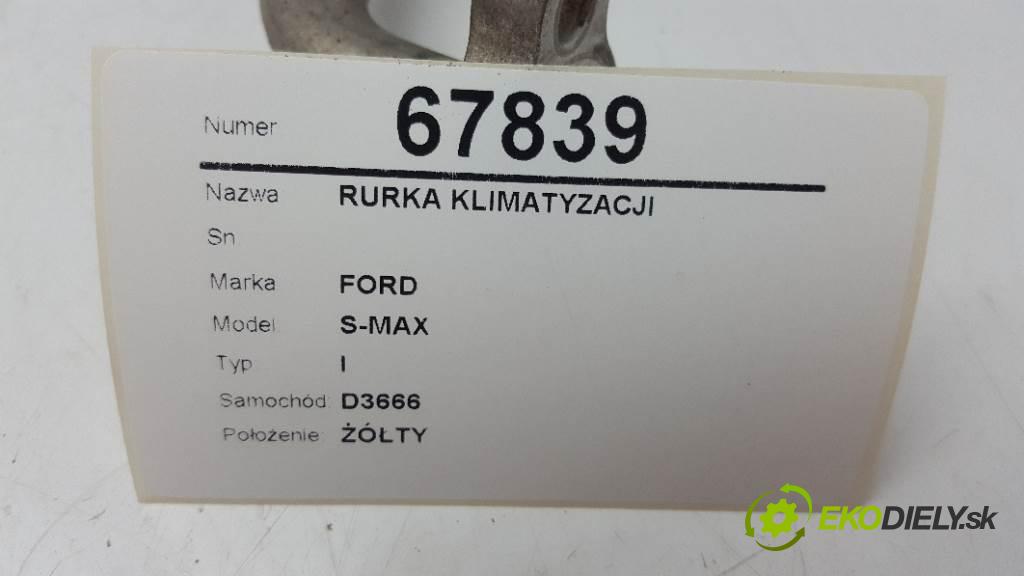 Numer 67839
Nazwa RURKA KLIMATYZACJI
Sn
Marka FORD
Model S-MAX
Typ I
Samochód: D3666
Położenie: ŻÓŁTY
EKODIELY.sk